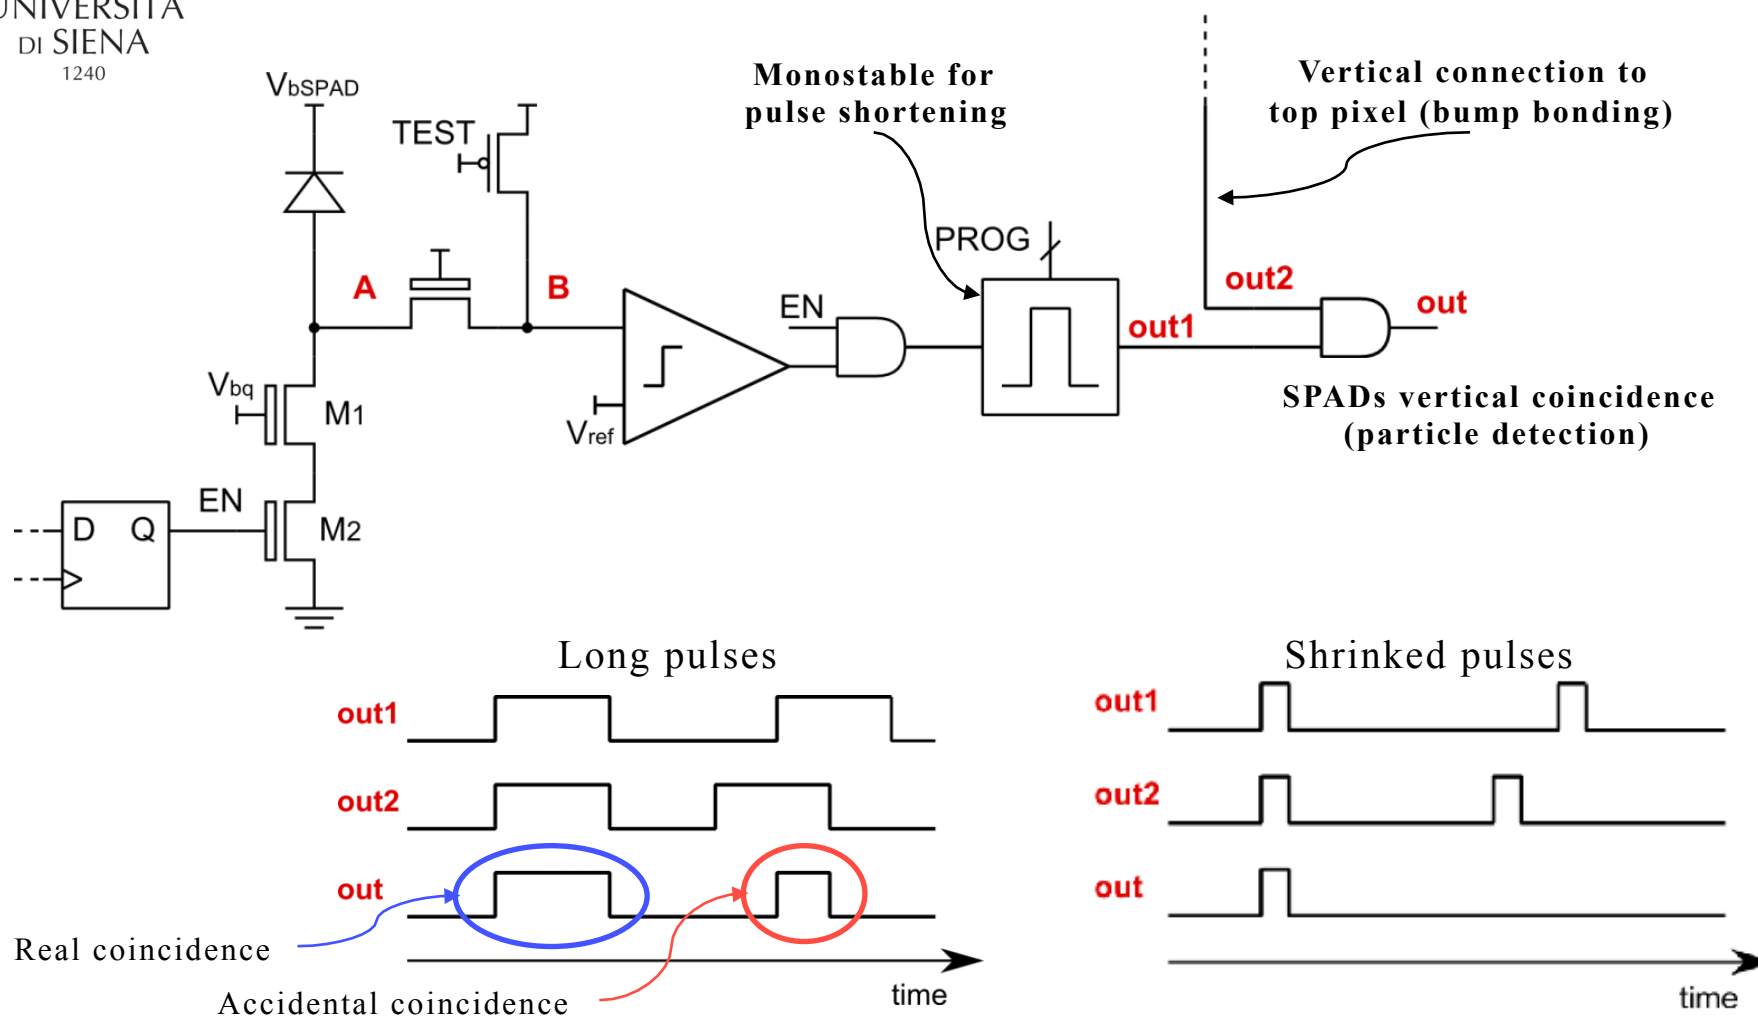 UNIVERSITÀ
DI SIENA
1240
VbSPAD
TEST
Monostable for
pulse shortening
Vertical connection to
top pixel (bump bonding)
A
B
PROG
EN
out2
out
out1
Vbq
M1
Vref
SPADs vertical coincidence
(particle detection)
D Q
EN
M2
Long pulses
out1
out2
out
Real coincidence
Accidental coincidence
time
Shrinked pulses
out1
out2
out
time